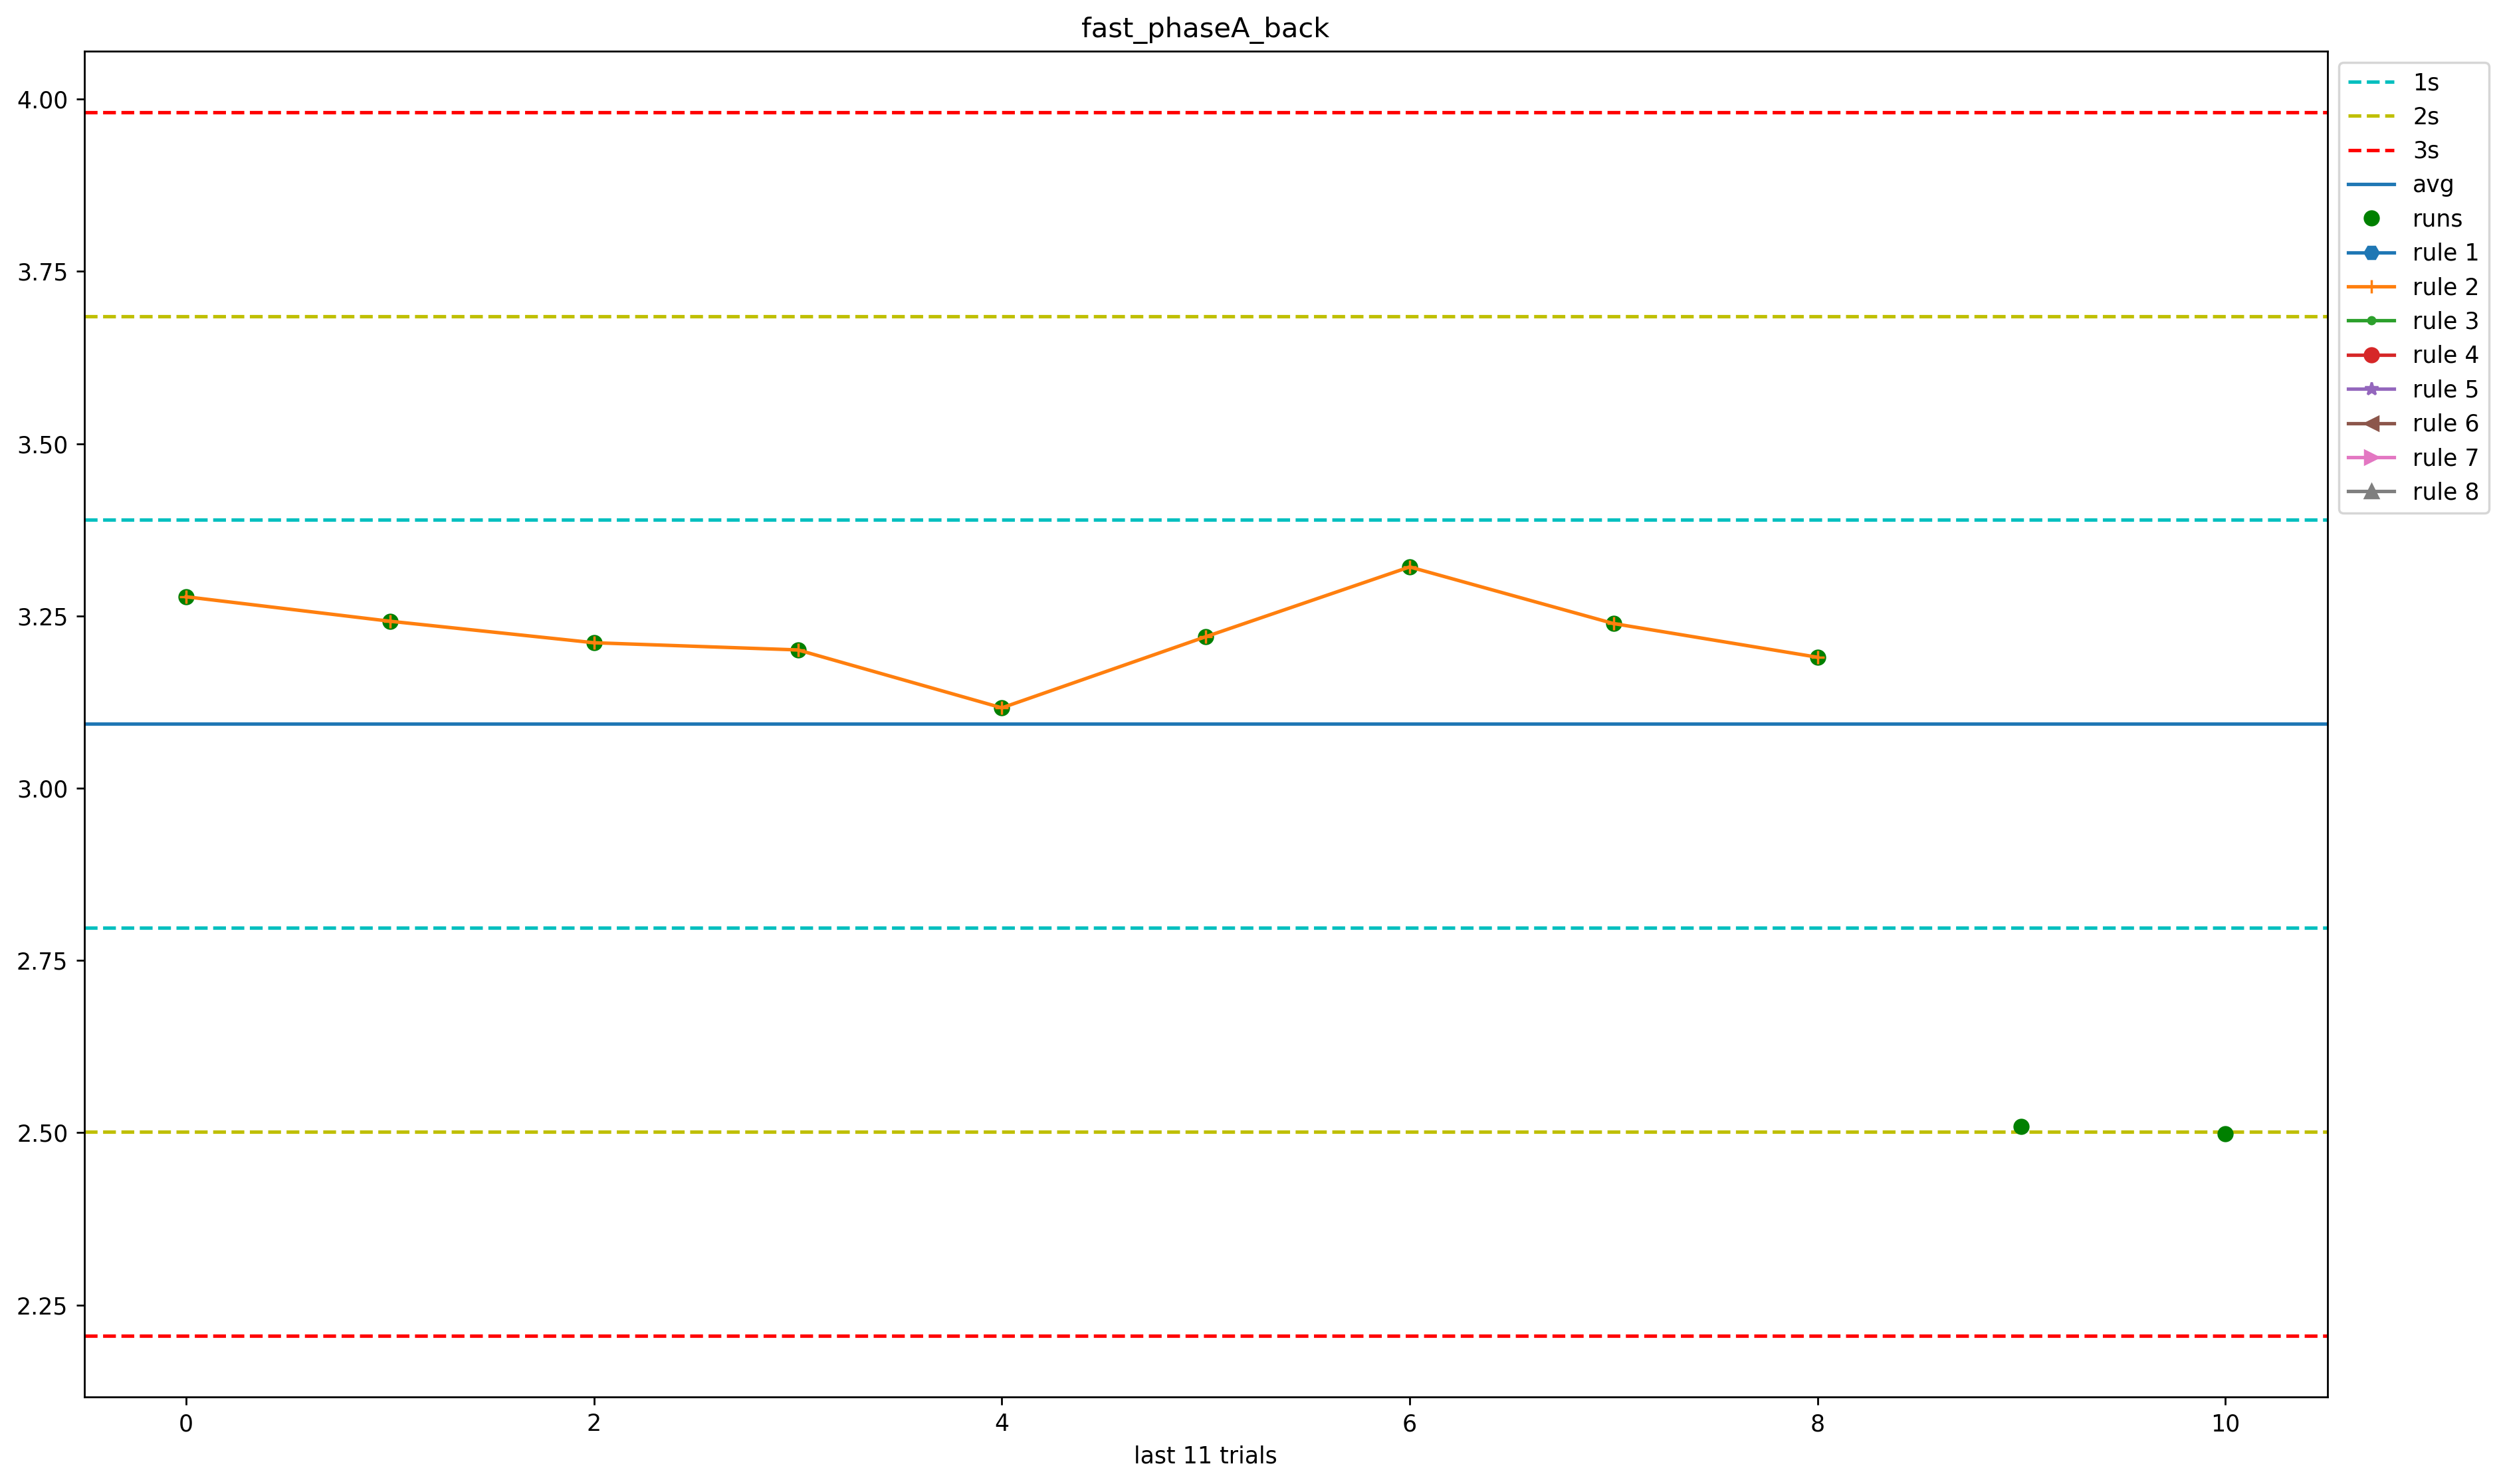 fast_phaseA_back
4.00
3.75
3.50
3.25
3.00
2.75
2.50
2.25
0
2
4
6
8
10
last 11 trials
1s
2s
3s
avg
runs
rule 1
rule 2
rule 3
rule 4
rule 5
rule 6
rule 7
rule 8